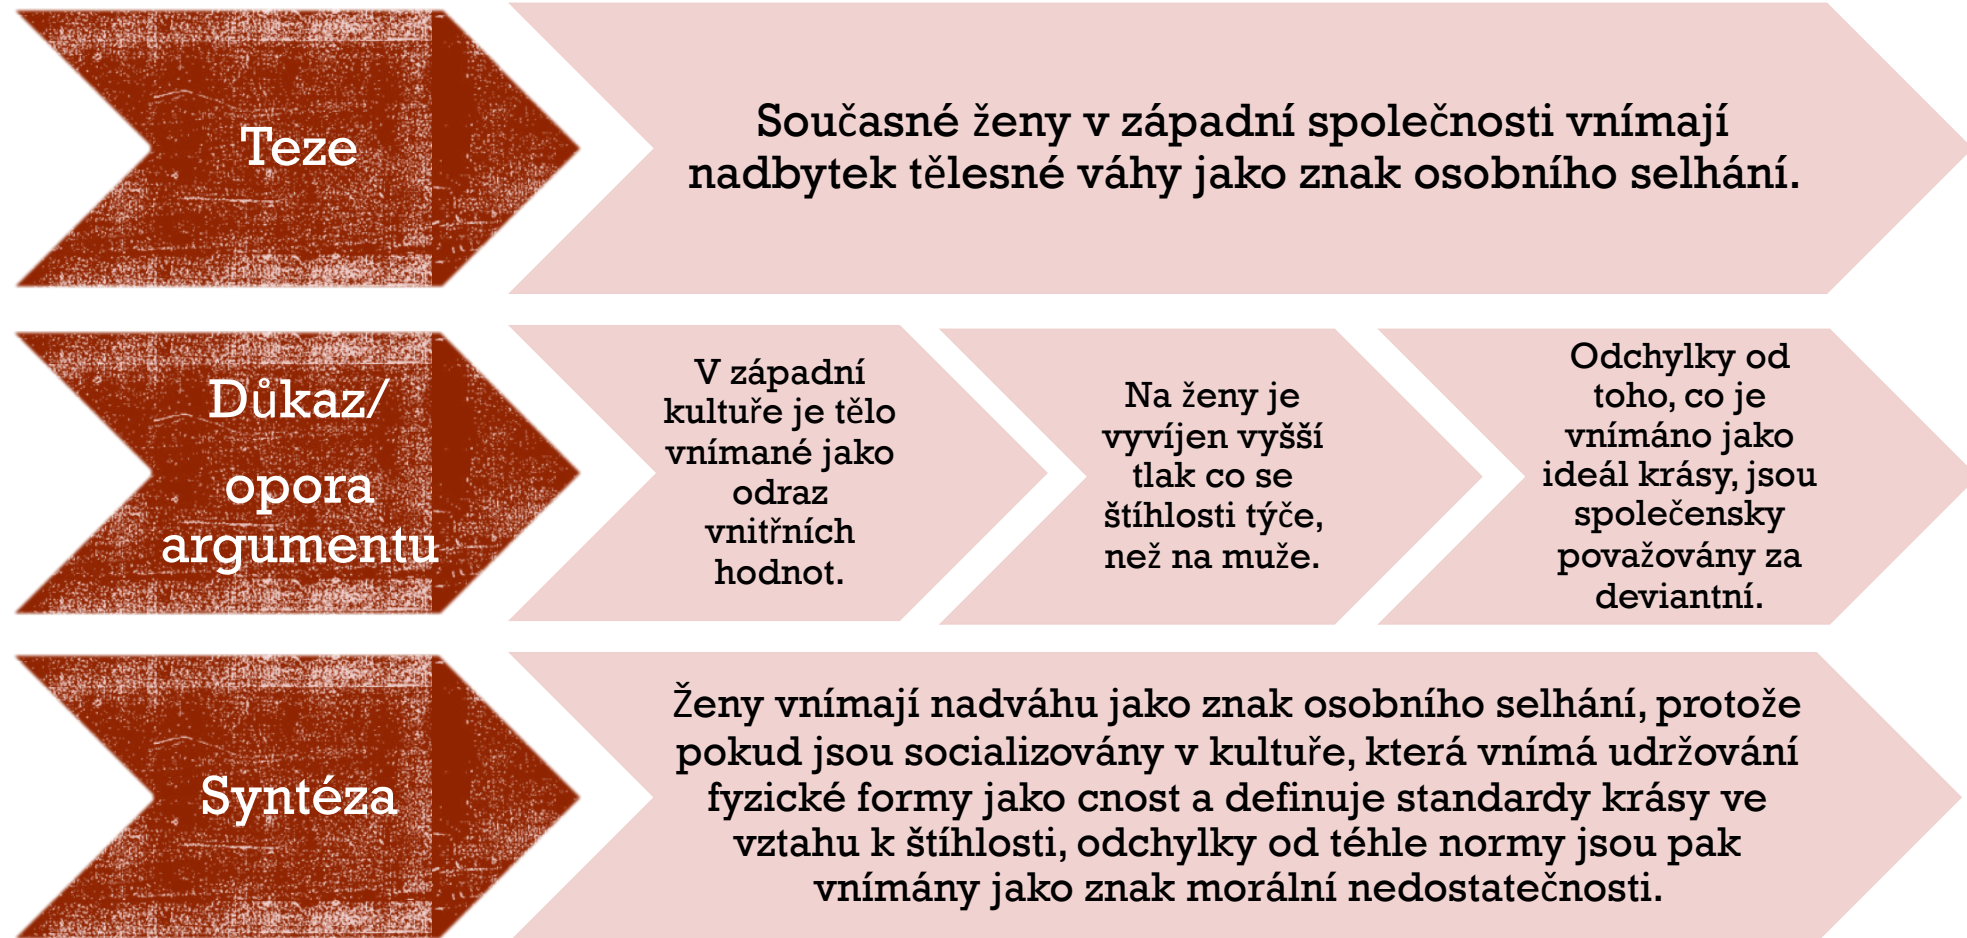 Teze
Současné ženy v západní společnosti vnímají
nadbytek tělesné váhy jako znak osobního selhání.
Důkaz/
opora
argumentu
V západní
kultuře je tělo
vnímané jako
odraz
vnitřních
hodnot.
Na ženy je
vyvíjen vyšší
tlak co se
štíhlosti týče,
než na muže.
Odchylky od
toho, co je
vnímáno jako
ideál krásy, jsou
společensky
považovány za
deviantní.
Syntéza
Ženy vnímají nadváhu jako znak osobního selhání, protože
pokud jsou socializovány v kultuře, která vnímá udržování
fyzické formy jako cnost a definuje standardy krásy ve
vztahu k štíhlosti, odchylky od téhle normy jsou pak
vnímány jako znak morální nedostatečnosti.